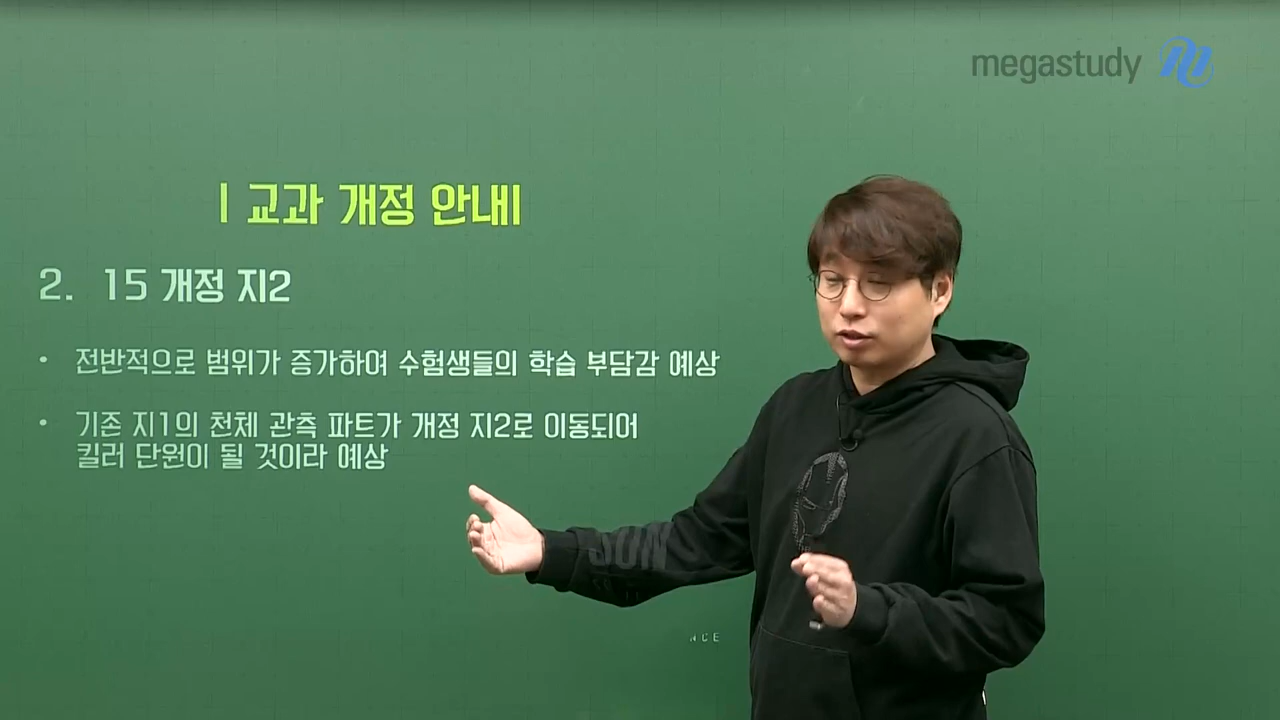 megastudy
| 교과 개정 안내|
2. 15 개정 지2
• 전반적으로 범위가 증가하여 수험생들의 학습 부담감 예상
• 기존 지1의 천체 관측 파트가 개정 지2로 이동되어
킬러 단원이 될 것이라 예상